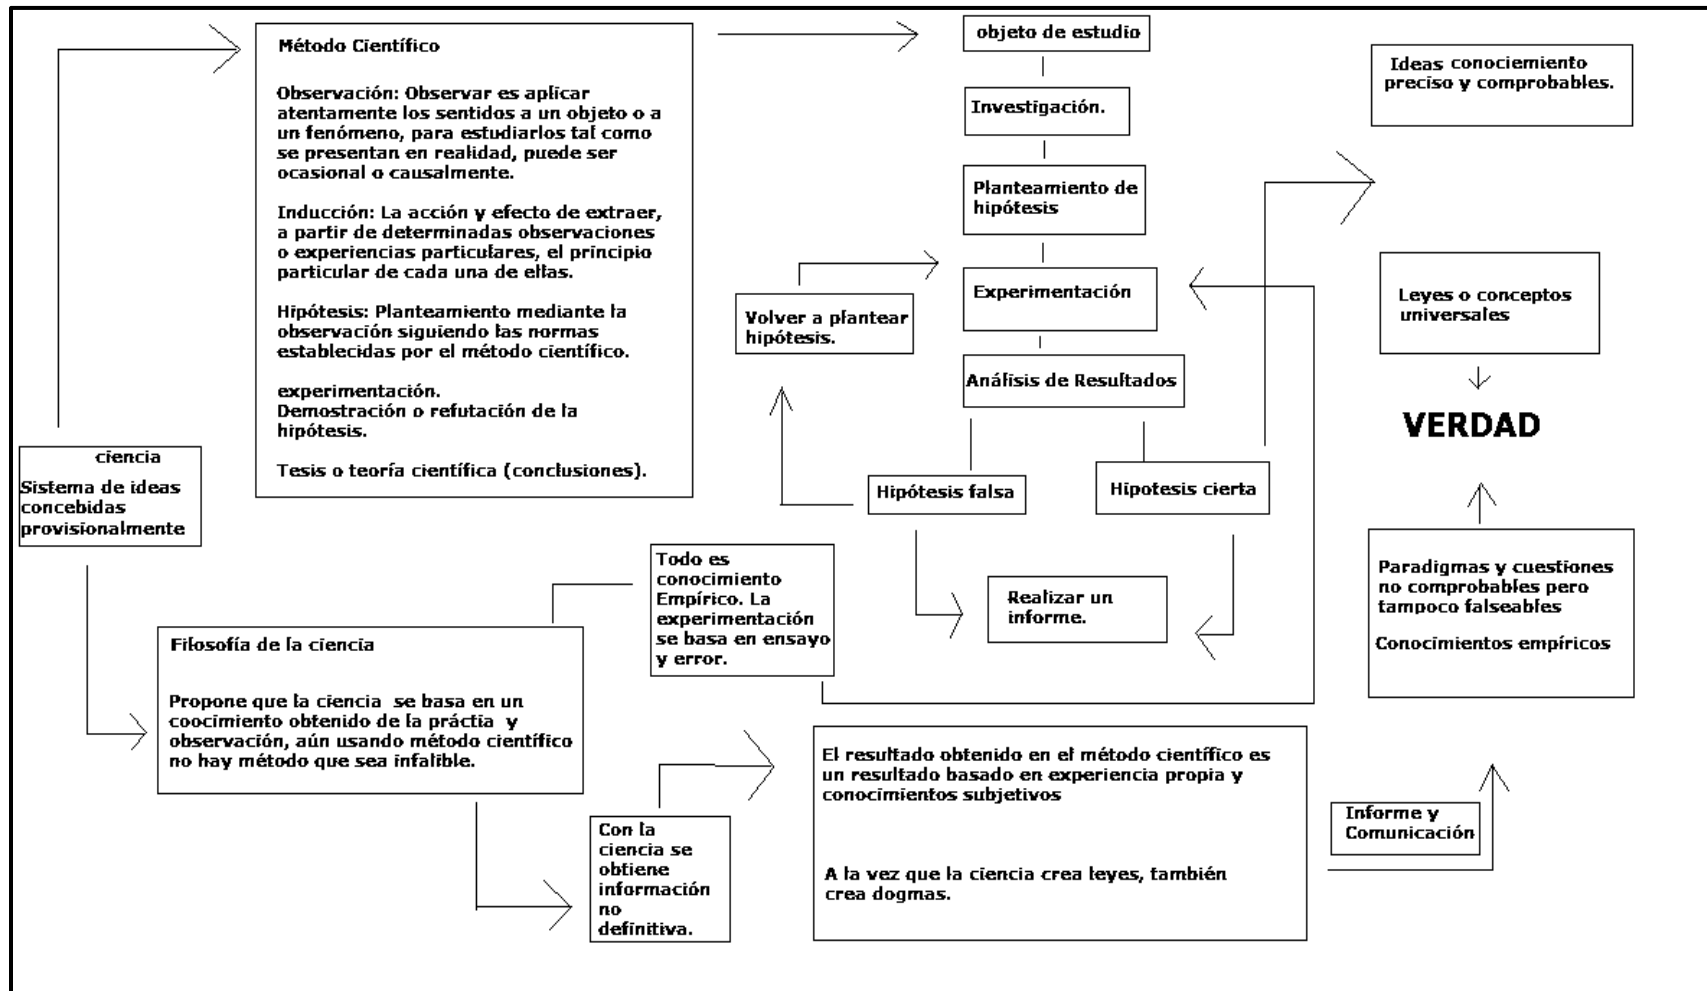 Método Científico
Observación: Observar es aplicar
atentamente los sentidos a un objeto o a
un fenómeno, para estudiarlos tal como
se presentan en realidad, puede ser
ocasional o causalmente.
Inducción: La acción y efecto de extraer,
a partir de determinadas observaciones
o experiencias particulares, el principio
particular de cada una de ellas.
Hipótesis: Planteamiento mediante la
observación siguiendo las normas
establecidas por el método científico.
experimentación.
Demostración o refutación de la
hipótesis.
Tesis o teoría científica (conclusiones).
objeto de estudio
Investigación.
Planteamiento de
hipótesis
Experimentación
Volver a plantear
hipótesis.
Análisis de Resultados
Hipótesis falsa
Hipotesis cierta
Realizar un
informe.
Ideas conociemiento
preciso y comprobables.
Leyes o conceptos
universales
VERDAD
Paradigmas y cuestiones
no comprobables pero
tampoco falseables
Conocimientos empíricos
ciencia
Sistema de ideas
concebidas
provisionalmente
Todo es
conocimiento
Empírico. La
experimentación
se basa en ensayo
y error.
Filosofía de la ciencia
Propone que la ciencia se basa en un
coocimiento obtenido de la práctia y
observación, aún usando método científico
no hay método que sea infalible.
Con la
ciencia se
obtiene
información
no
definitiva.
El resultado obtenido en el método científico es
un resultado basado en experiencia propia y
conocimientos subjetivos
A la vez que la ciencia crea leyes, también
crea dogmas.
Informe y
Comunicación